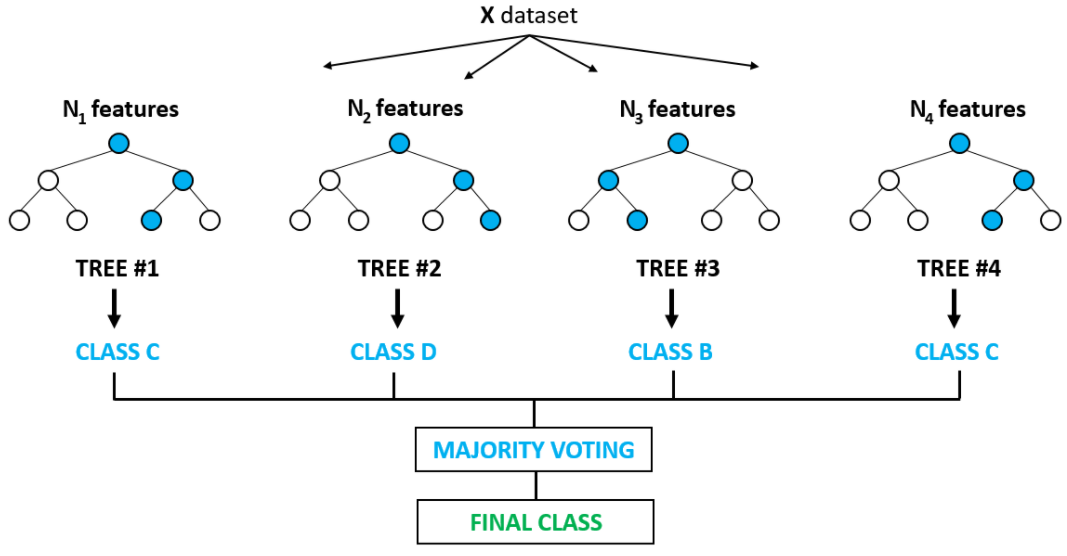 X dataset
N₁ features
N₂ features
N₃ features
N₄ features
TREE #1
TREE #2
TREE #3
TREE #4
CLASS C
CLASS D
CLASS B
CLASS C
MAJORITY VOTING
FINAL CLASS